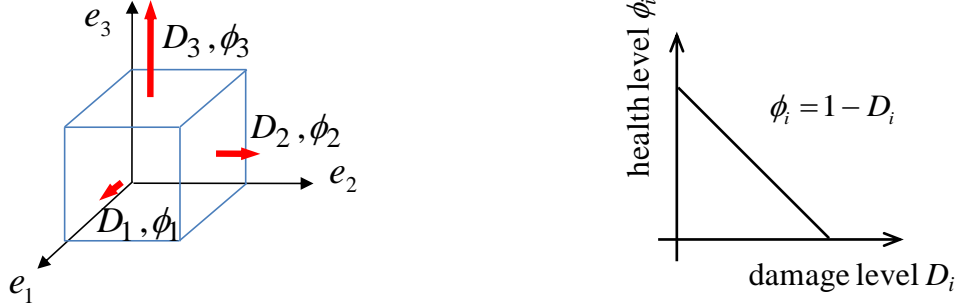 e₃
D₃ , ϕ₃
D₂ , ϕ₂
e₂
D₁ , ϕ₁
e₁
health level ϕᵢ
ϕᵢ = 1 − Dᵢ
damage level Dᵢ